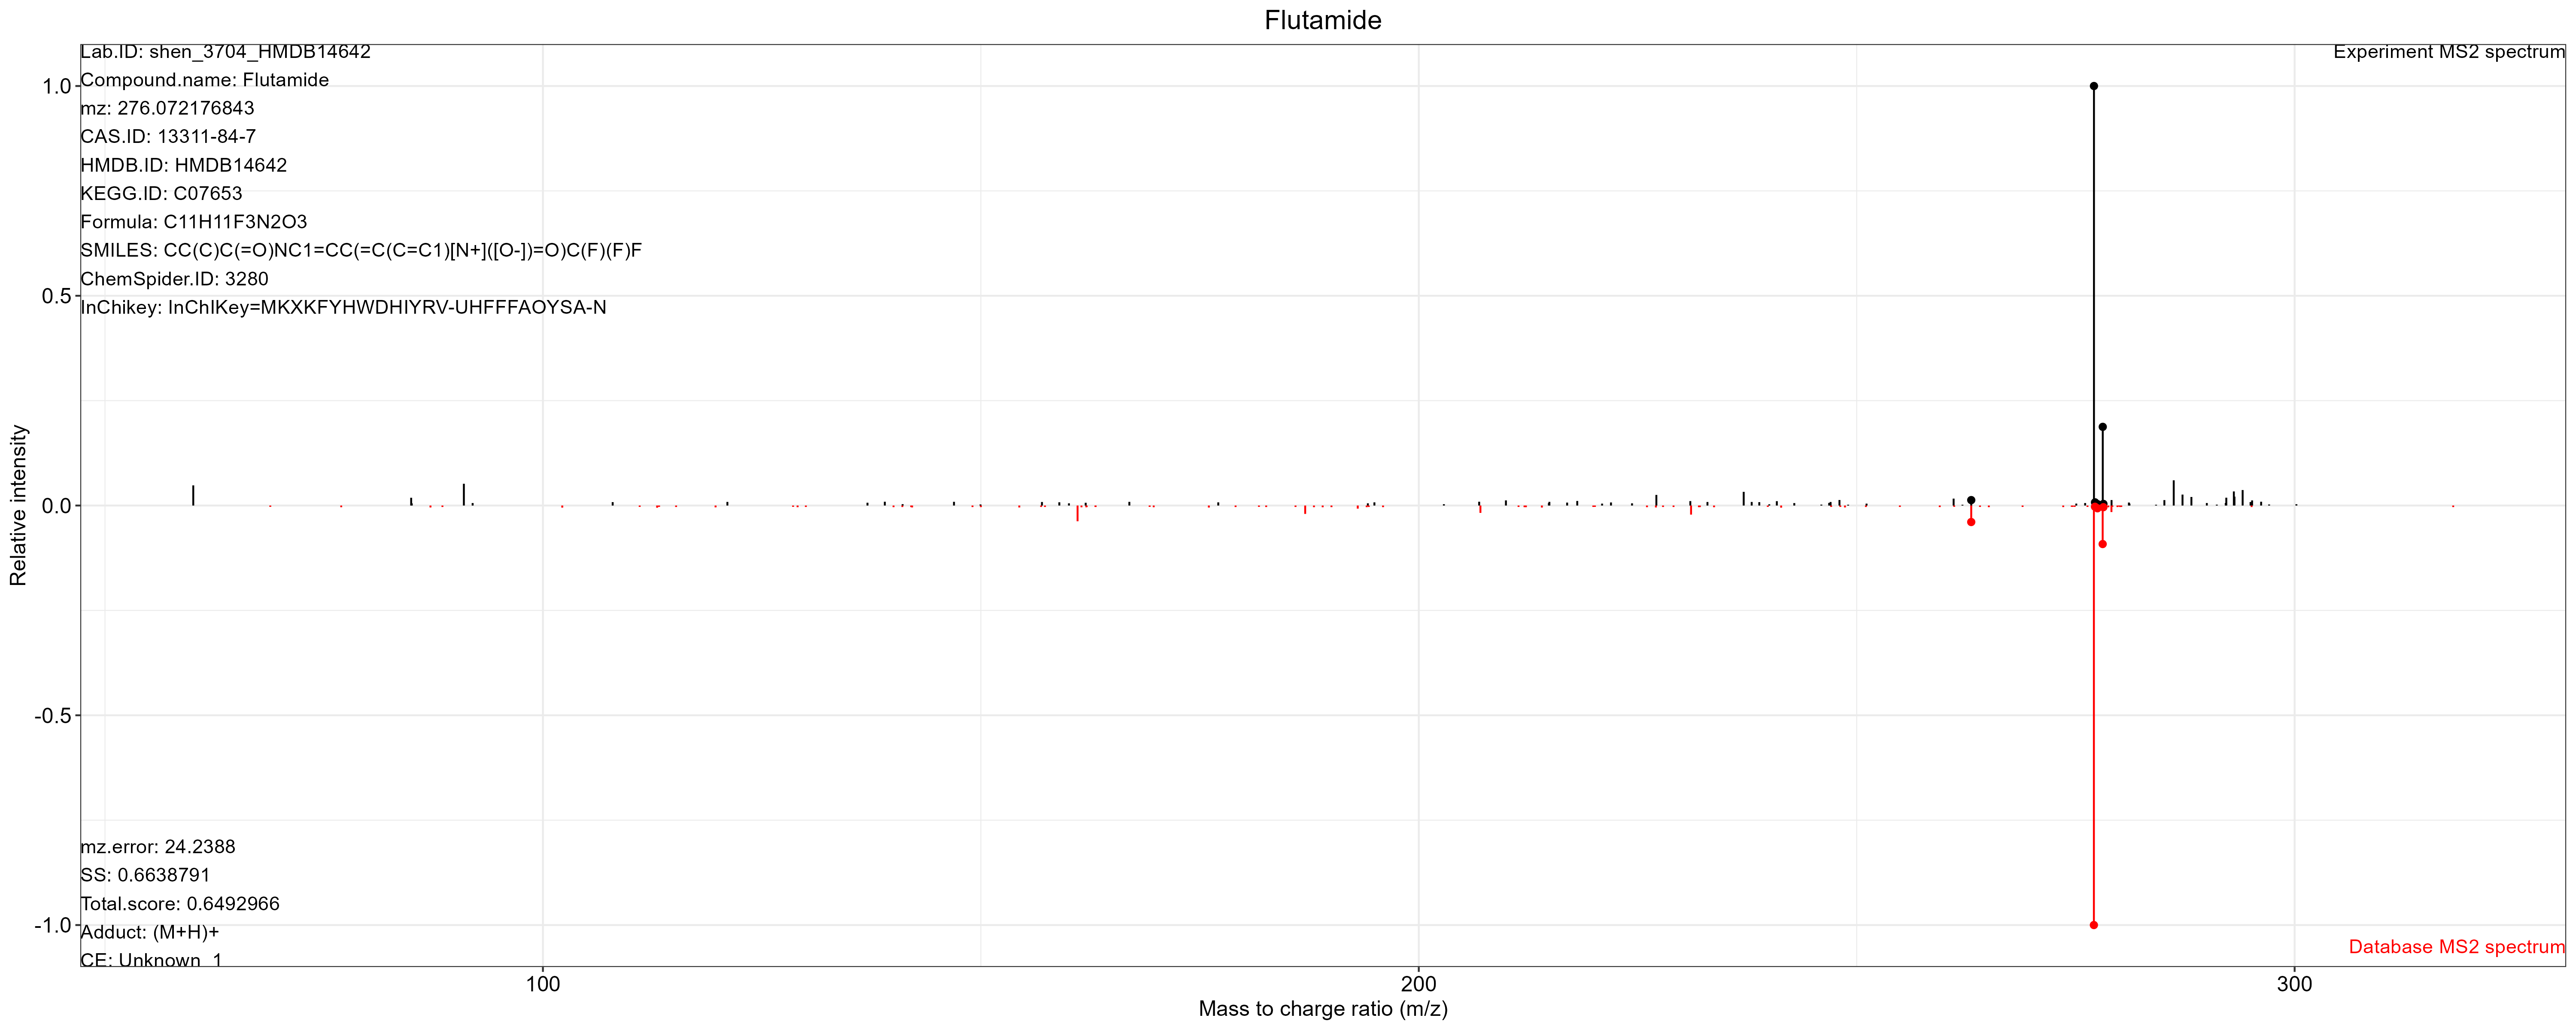 Flutamide
Lab.ID: shen_3704_HMDB14642
Experiment MS2 spectrum
Compound.name: Flutamide
mz: 276.072176843
CAS.ID: 13311-84-7
HMDB.ID: HMDB14642
KEGG.ID: C07653
Formula: C11H11F3N2O3
SMILES: CC(C)C(=O)NC1=CC(=C(C=C1)[N+]([O-])=O)C(F)(F)F
ChemSpider.ID: 3280
InChikey: InChIKey=MKXKFYHWDHIYRV-UHFFFAOYSA-N
1.0
0.5
0.0
-0.5
-1.0
Relative intensity
mz.error: 24.2388
SS: 0.6638791
Total.score: 0.6492966
Adduct: (M+H)+
CE: Unknown_1
Database MS2 spectrum
100
200
300
Mass to charge ratio (m/z)